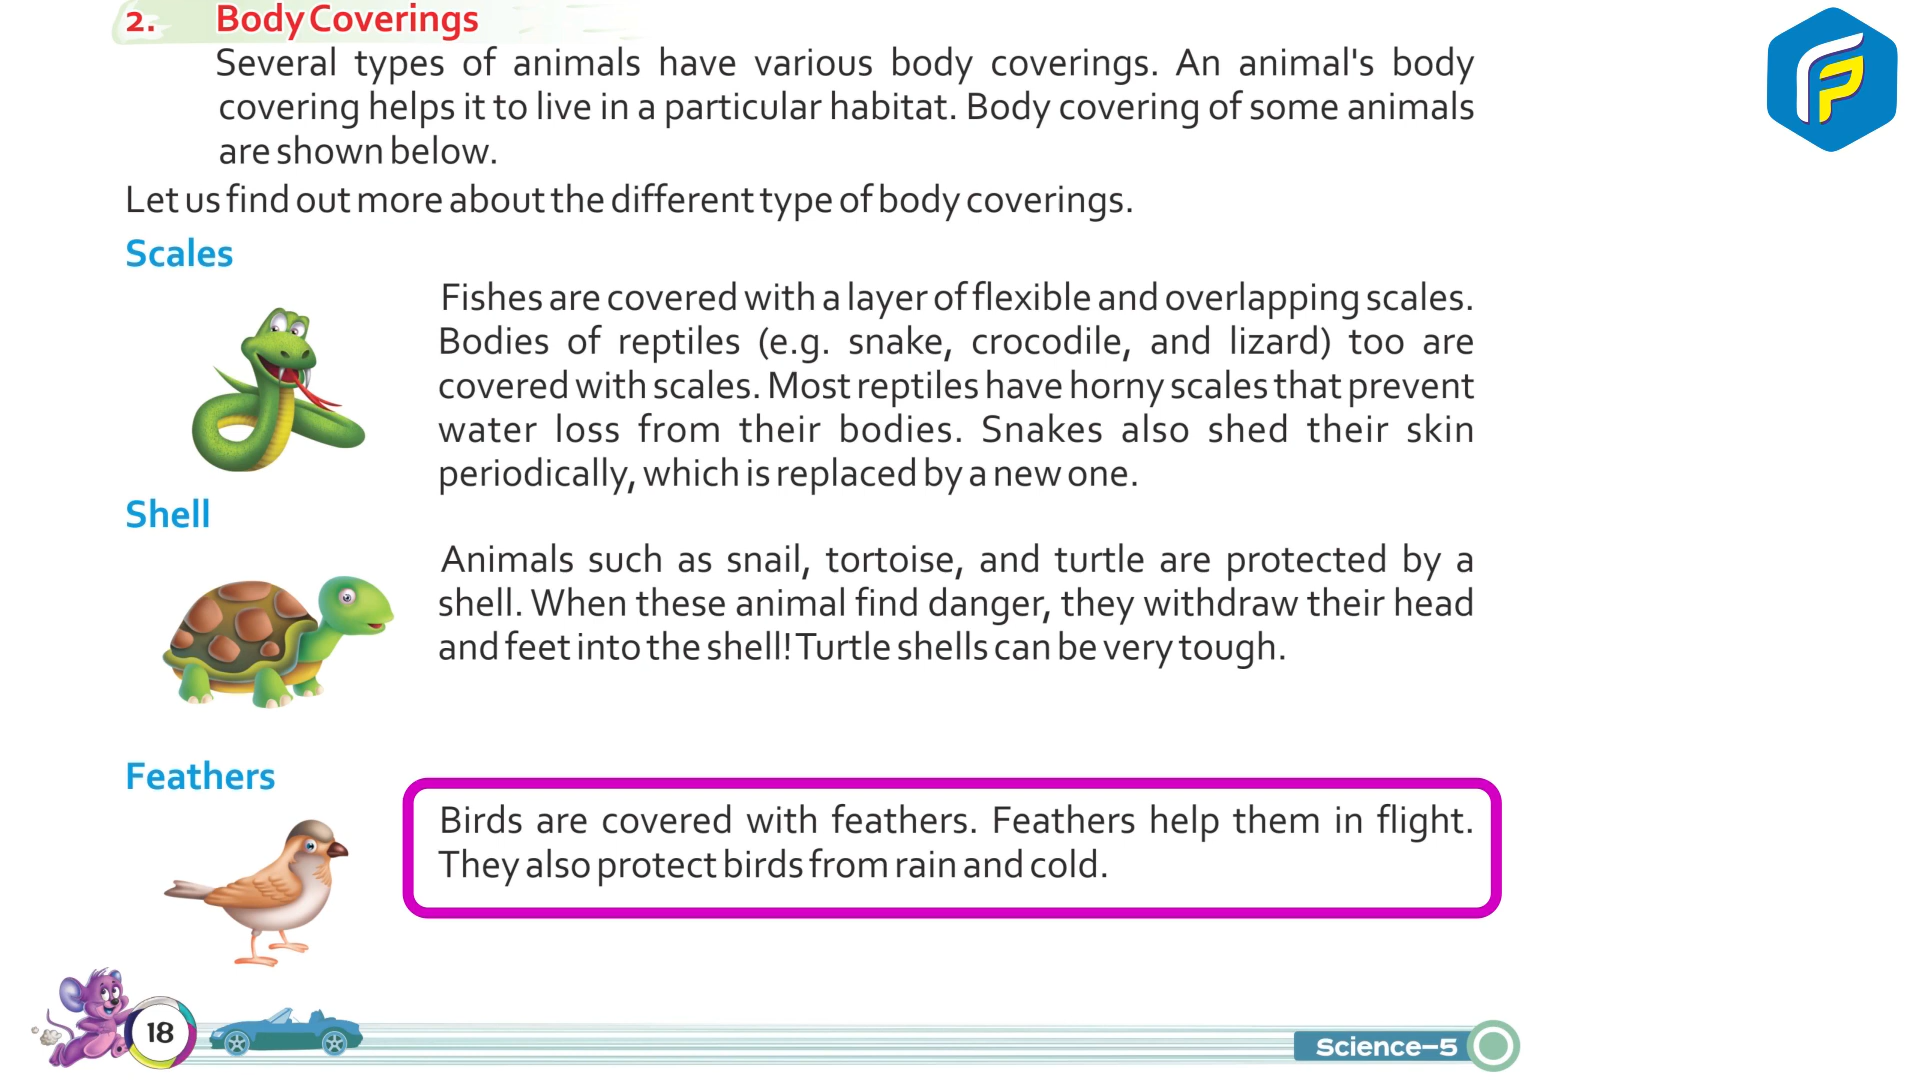 2. Body Coverings
Several types of animals have various body coverings. An animal's body
covering helps it to live in a particular habitat. Body covering of some animals
are shown below.
Let us find out more about the different type of body coverings.
Scales
Fishes are covered with a layer of flexible and overlapping scales.
Bodies of reptiles (e.g. snake, crocodile, and lizard) too are
covered with scales. Most reptiles have horny scales that prevent
water loss from their bodies. Snakes also shed their skin
periodically, which is replaced by a new one.
Shell
Animals such as snail, tortoise, and turtle are protected by a
shell. When these animal find danger, they withdraw their head
and feet into the shell! Turtle shells can be very tough.
Feathers
Birds are covered with feathers. Feathers help them in flight.
They also protect birds from rain and cold.
18
Science–5